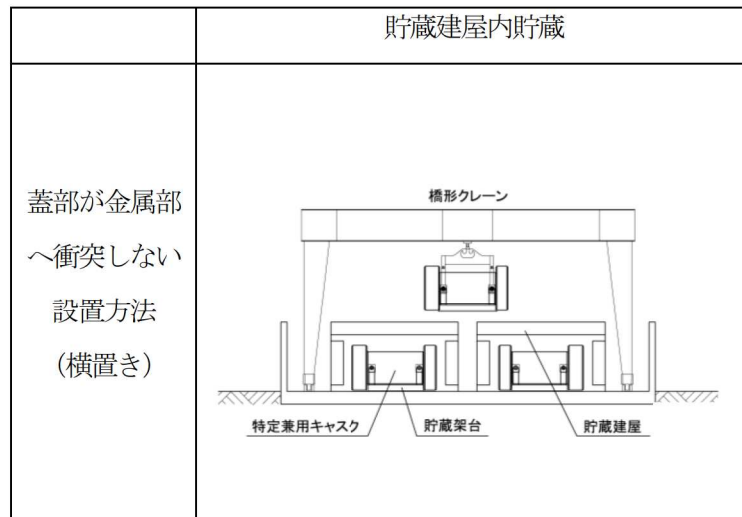 貯蔵建屋内貯蔵
蓋部が金属部
へ衝突しない
設置方法
(横置き)
橋形クレーン
特定兼用キャスク
貯蔵架台
貯蔵建屋